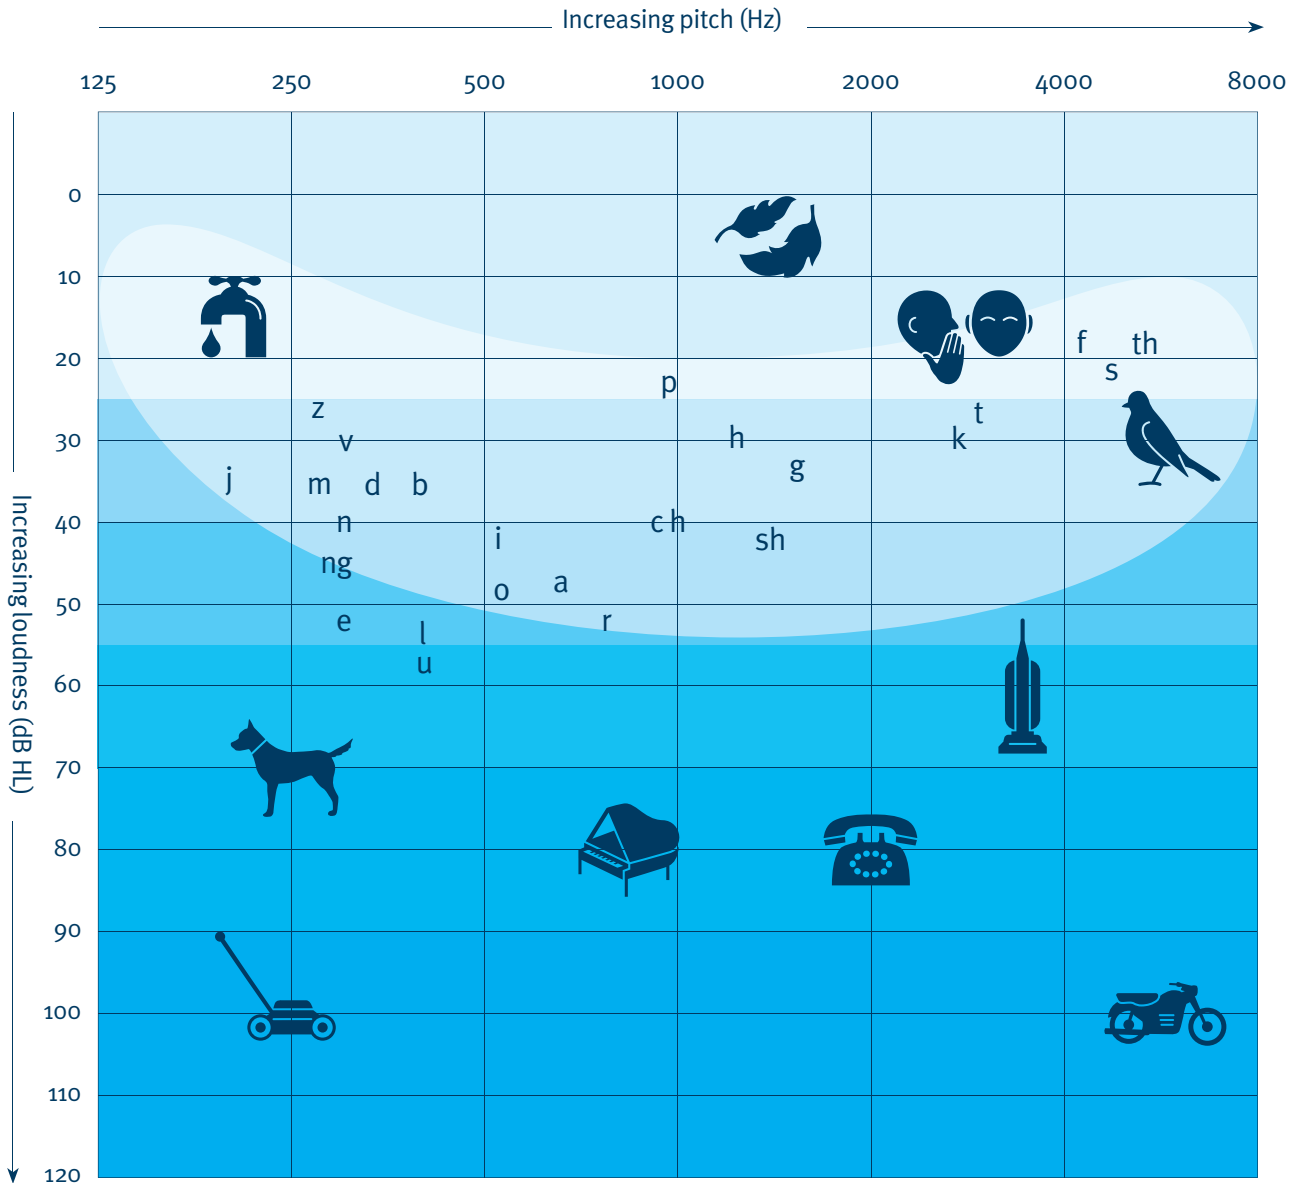 Increasing pitch (Hz)
125 250 500 1000 2000 4000 8000
Increasing loudness (dB HL)
0
10
20
30
40
50
60
70
80
90
100
110
120
f th
s
p
z t
v h k
g
j m d b
n ch
i sh
ng
a
o
e r
l
u